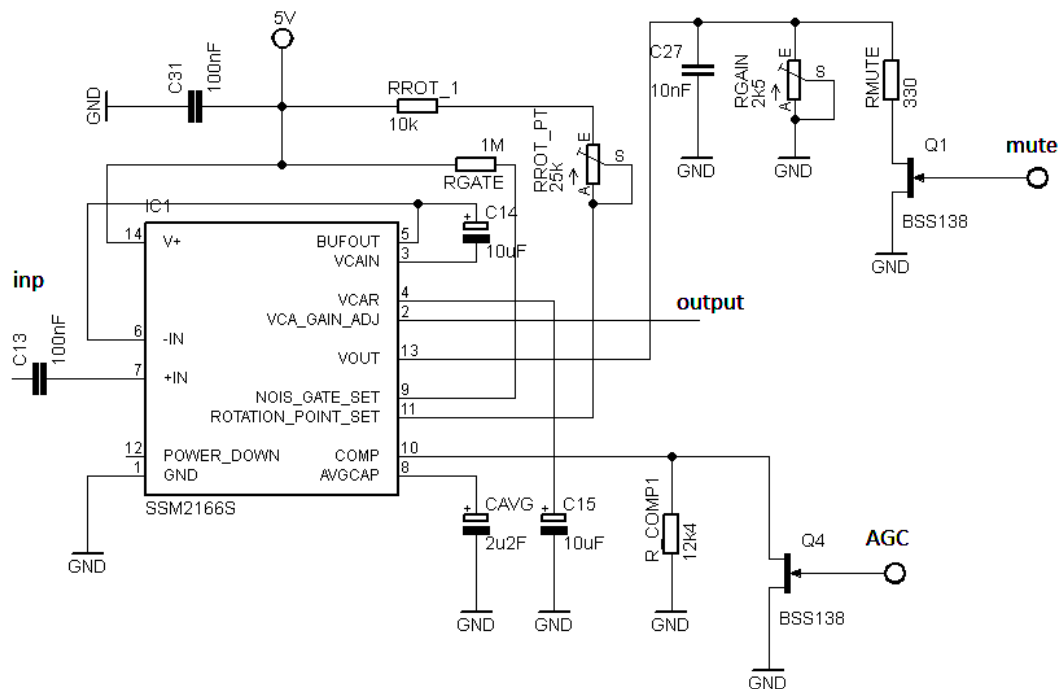 5V
C31
100nF
GND
RROT_1
10k
1M
RGATE
RROT_PT
25k
E
S
A
C27
10nF
GND
RGAIN
2k5
E
S
A
GND
RMUTE
330
Q1
mute
BSS138
GND
IC1
C14
+
10uF
14
V+
BUFOUT
5
VCAIN
3
inp
VCAR
4
VCA_GAIN_ADJ
2
output
6
-IN
VOUT
13
C13
100nF
7
+IN
NOIS_GATE_SET
9
ROTATION_POINT_SET
11
12
POWER_DOWN
COMP
10
1
GND
AVGCAP
8
SSM2166S
GND
+
CAVG
2u2F
GND
+
C15
10uF
GND
R_COMP1
12k4
GND
Q4
AGC
BSS138
GND